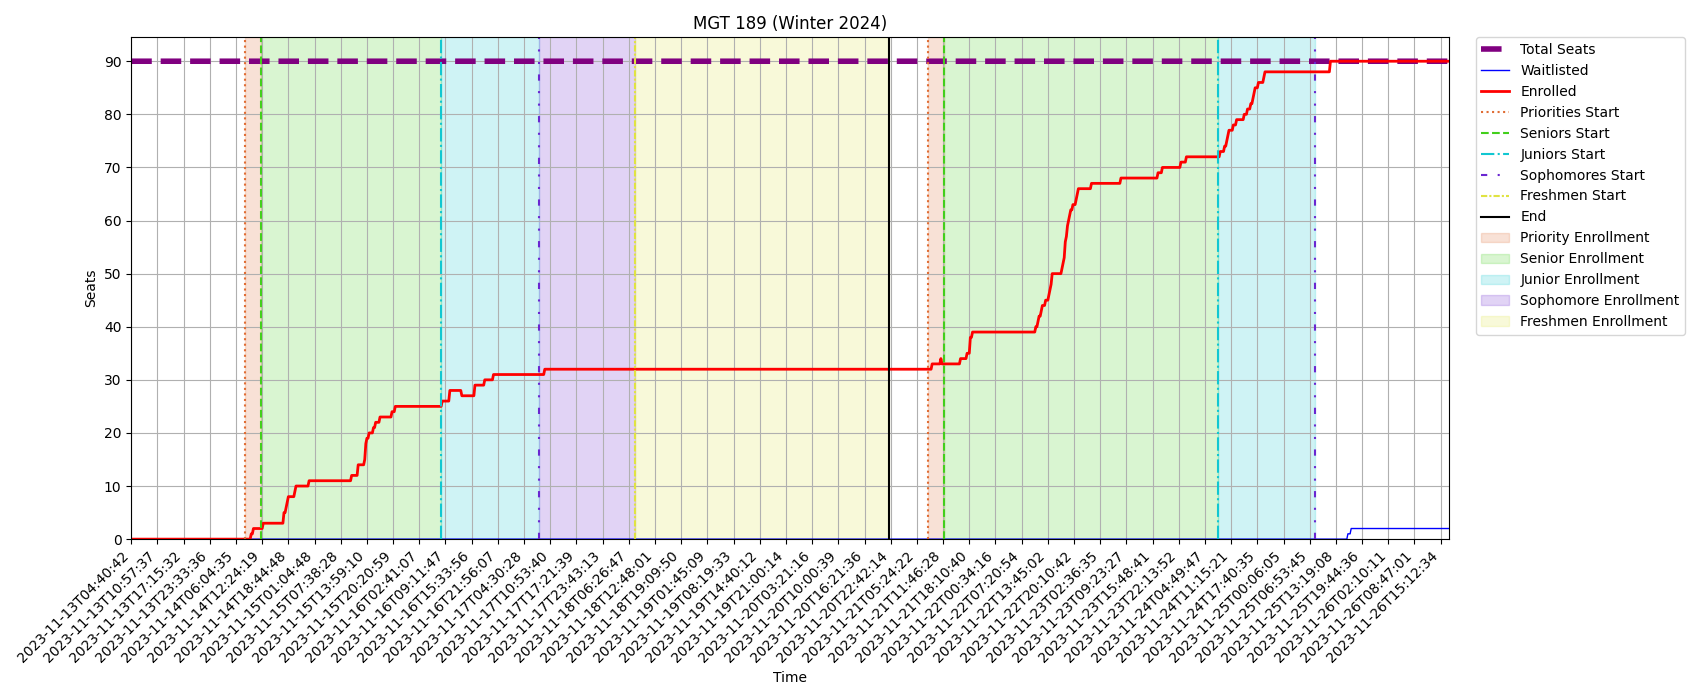 MGT 189 (Winter 2024)
Seats
90
80
70
60
50
40
30
20
10
0
2023-11-13T04:40:42
2023-11-13T10:57:37
2023-11-13T17:15:32
2023-11-13T23:33:36
2023-11-14T06:04:35
2023-11-14T12:24:19
2023-11-14T18:44:48
2023-11-15T01:04:48
2023-11-15T07:38:28
2023-11-15T13:59:10
2023-11-15T20:20:59
2023-11-16T02:41:07
2023-11-16T09:11:47
2023-11-16T15:33:56
2023-11-16T21:56:07
2023-11-17T04:30:28
2023-11-17T10:53:40
2023-11-17T17:21:39
2023-11-17T23:43:13
2023-11-18T06:26:47
2023-11-18T12:48:01
2023-11-18T19:09:50
2023-11-19T01:45:09
2023-11-19T08:19:33
2023-11-19T14:40:12
2023-11-19T21:00:14
2023-11-20T03:21:16
2023-11-20T10:00:39
2023-11-20T16:21:36
2023-11-20T22:42:14
2023-11-21T05:24:22
2023-11-21T11:46:28
2023-11-21T18:10:40
2023-11-22T00:34:16
2023-11-22T07:20:54
2023-11-22T13:45:02
2023-11-22T20:10:42
2023-11-23T02:36:35
2023-11-23T09:23:27
2023-11-23T15:48:41
2023-11-23T22:13:52
2023-11-24T04:49:47
2023-11-24T11:15:21
2023-11-24T17:40:35
2023-11-25T00:06:05
2023-11-25T06:53:45
2023-11-25T13:19:08
2023-11-25T19:44:36
2023-11-26T02:10:11
2023-11-26T08:47:01
2023-11-26T15:12:34
Time
Total Seats
Waitlisted
Enrolled
Priorities Start
Seniors Start
Juniors Start
Sophomores Start
Freshmen Start
End
Priority Enrollment
Senior Enrollment
Junior Enrollment
Sophomore Enrollment
Freshmen Enrollment